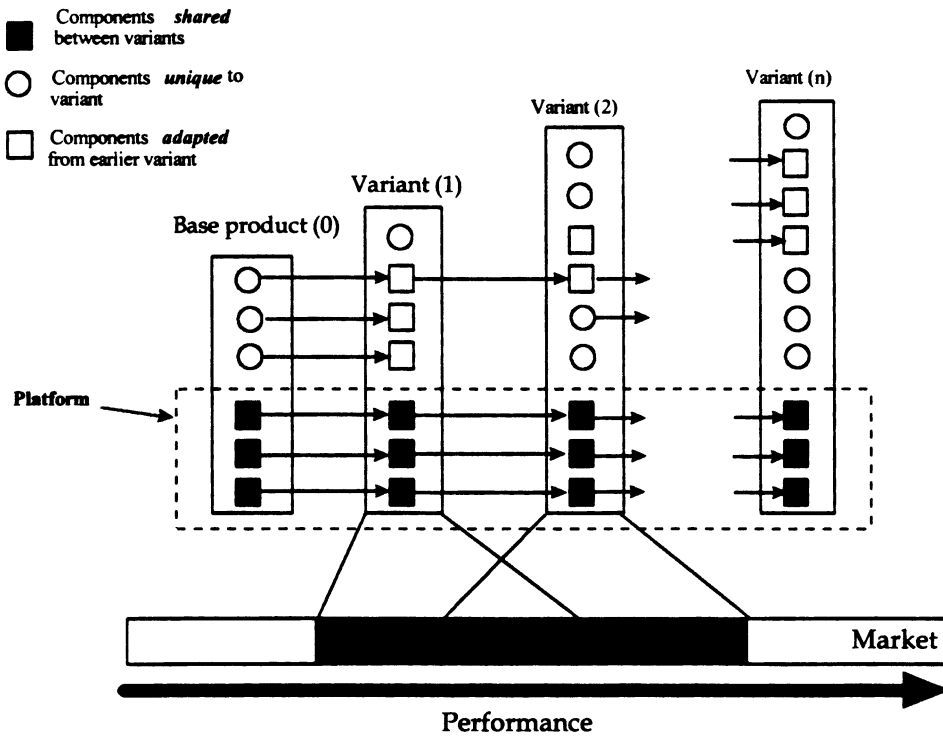 Components shared
between variants
Components unique to
variant
Components adapted
from earlier variant
Base product (0)
Variant (1)
Variant (2)
Variant (n)
Platform
Market
Performance